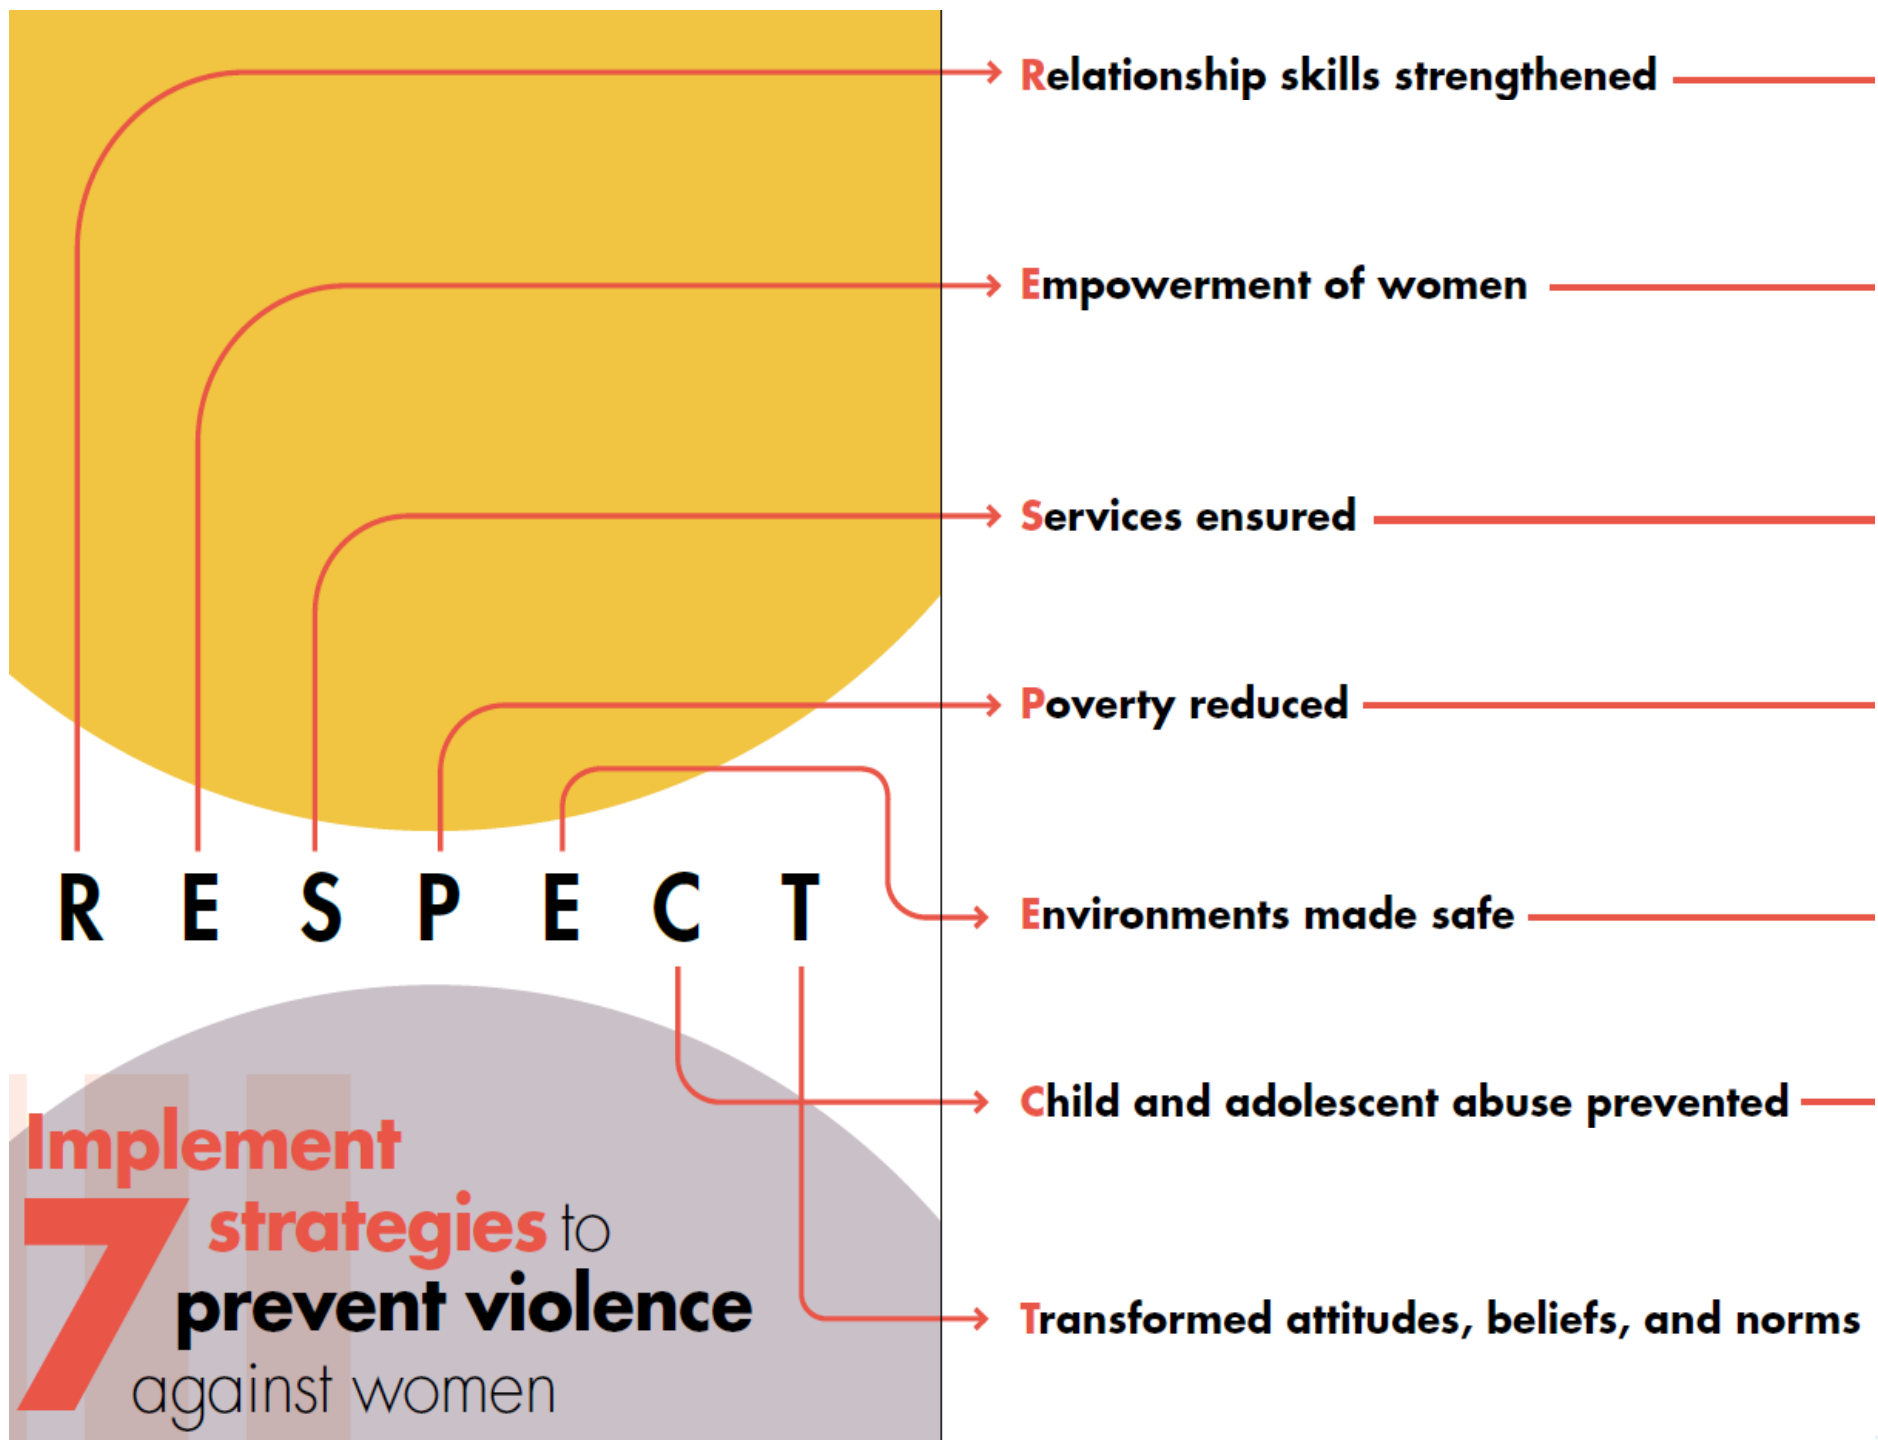 Relationship skills strengthened
Empowerment of women
Services ensured
Poverty reduced
R E S P E C T
Environments made safe
Child and adolescent abuse prevented
Implement
7 strategies to
prevent violence
against women
Transformed attitudes, beliefs, and norms